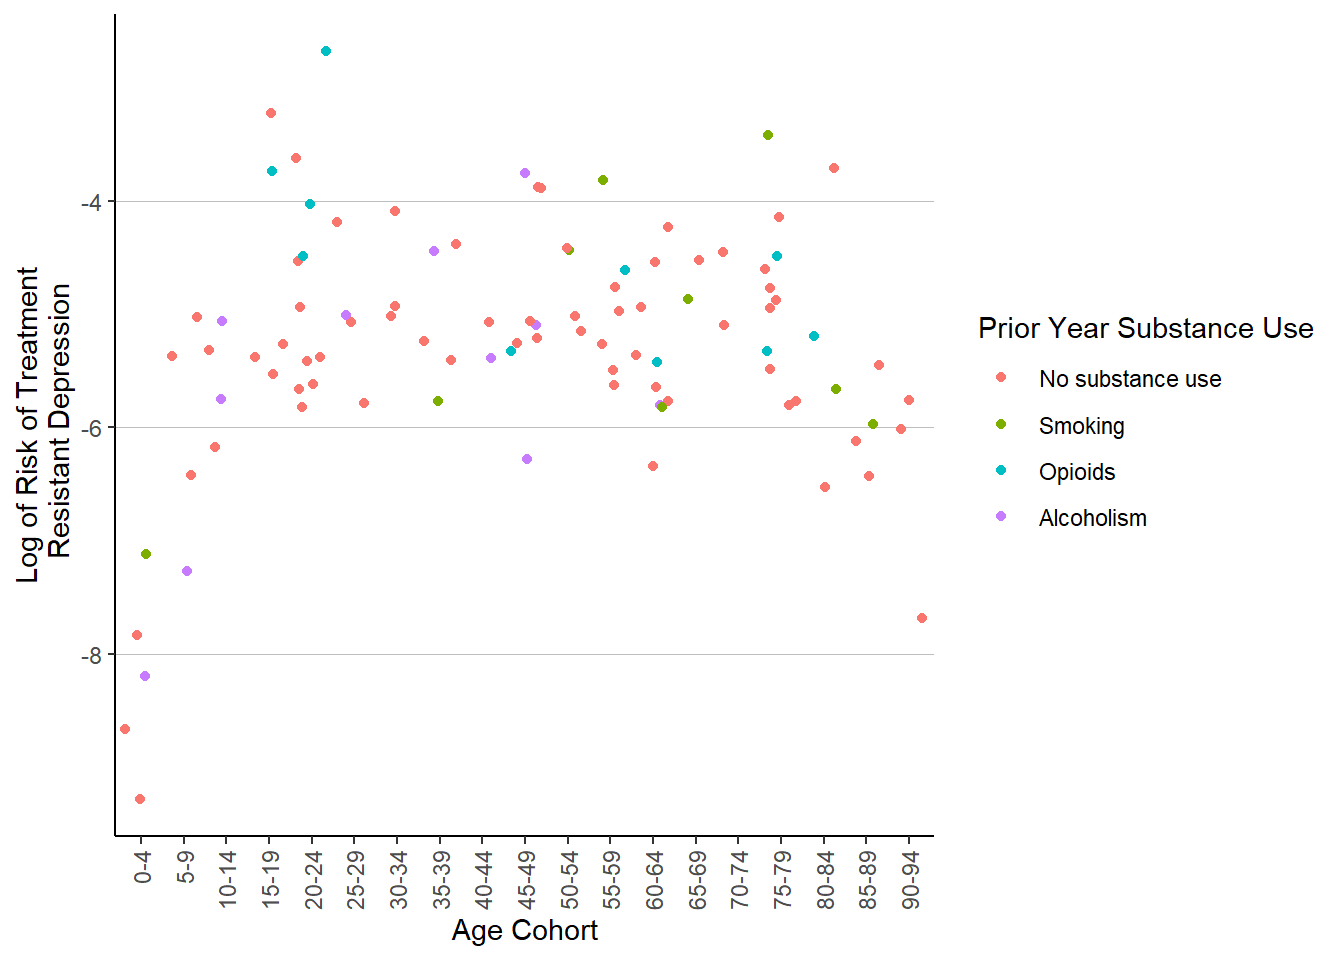 -4
-6
-8
Log of Risk of Treatment
Resistant Depression
0-4
5-9
10-14
15-19
20-24
25-29
30-34
35-39
40-44
45-49
50-54
55-59
60-64
65-69
70-74
75-79
80-84
85-89
90-94
Age Cohort
Prior Year Substance Use
No substance use
Smoking
Opioids
Alcoholism